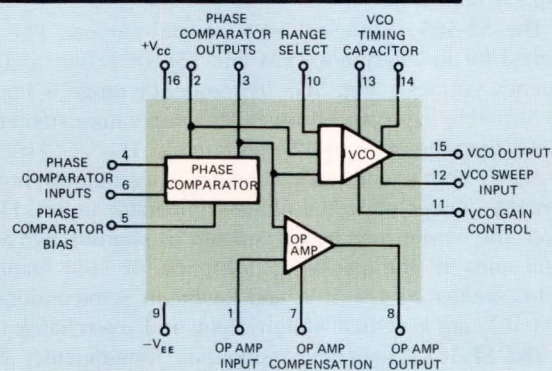 PHASE
COMPARATOR
OUTPUTS
RANGE
SELECT
VCO
TIMING
CAPACITOR
+VCC
16
2
3
10
13
14
4
PHASE
COMPARATOR
INPUTS
6
PHASE
COMPARATOR
BIAS
5
PHASE
COMPARATOR
VCO
15
VCO OUTPUT
12
VCO SWEEP
INPUT
11
VCO GAIN
CONTROL
OP
AMP
9
1
7
8
−VEE
OP AMP
INPUT
OP AMP
COMPENSATION
OP AMP
OUTPUT